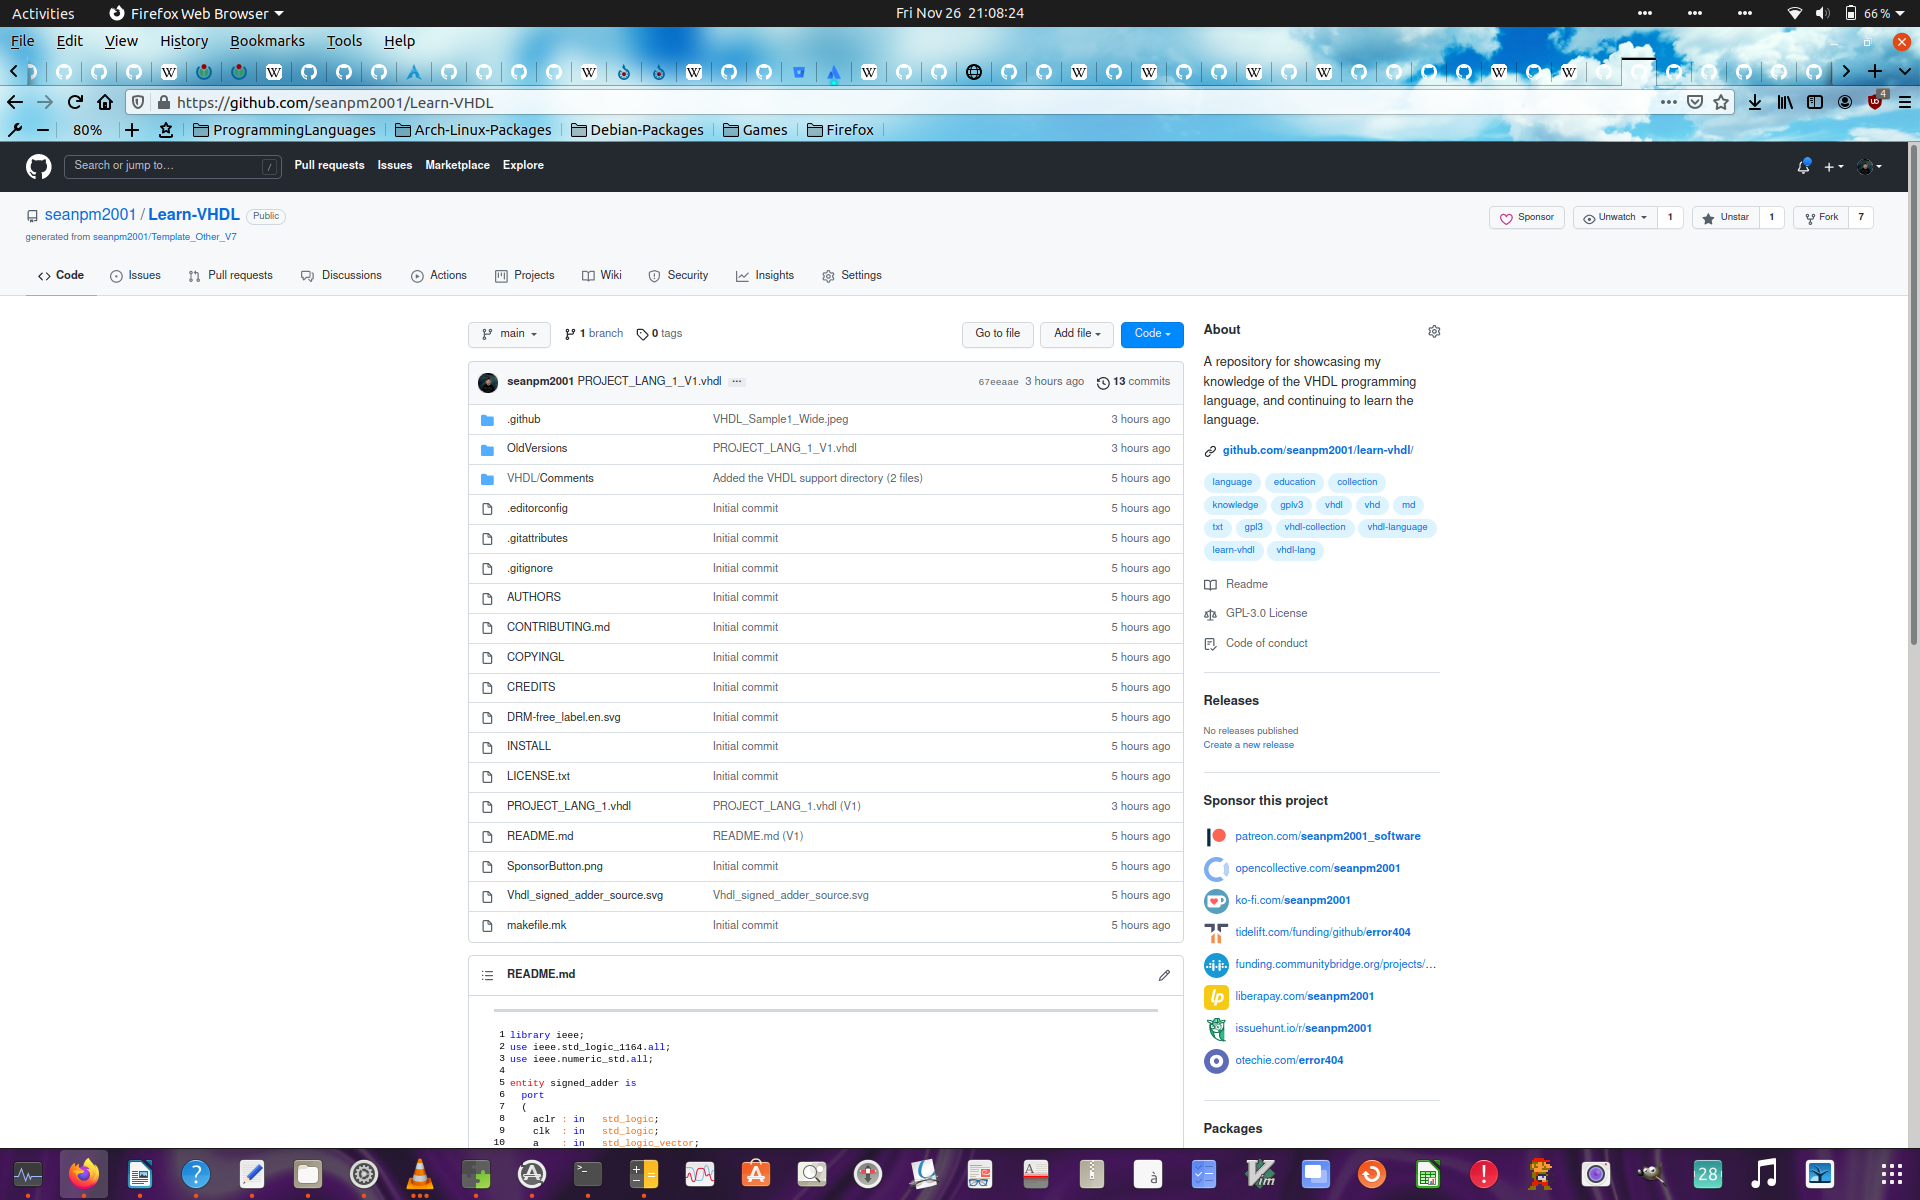 Activities Firefox Web Browser Fri Nov 26 21:08:24 66 %
File Edit View History Bookmarks Tools Help
https://github.com/seanpm2001/Learn-VHDL 4
80% ProgrammingLanguages Arch-Linux-Packages Debian-Packages Games Firefox
Search or jump to… / Pull requests Issues Marketplace Explore
seanpm2001 / Learn-VHDL Public Sponsor Unwatch 1 Unstar 1 Fork 7
generated from seanpm2001/Template_Other_V7
Code Issues Pull requests Discussions Actions Projects Wiki Security Insights Settings
main 1 branch 0 tags Go to file Add file Code
seanpm2001 PROJECT_LANG_1_V1.vhdl ... 67eeaae 3 hours ago 13 commits
.github VHDL_Sample1_Wide.jpeg 3 hours ago
OldVersions PROJECT_LANG_1_V1.vhdl 3 hours ago
VHDL/Comments Added the VHDL support directory (2 files) 5 hours ago
.editorconfig Initial commit 5 hours ago
.gitattributes Initial commit 5 hours ago
.gitignore Initial commit 5 hours ago
AUTHORS Initial commit 5 hours ago
CONTRIBUTING.md Initial commit 5 hours ago
COPYINGL Initial commit 5 hours ago
CREDITS Initial commit 5 hours ago
DRM-free_label.en.svg Initial commit 5 hours ago
INSTALL Initial commit 5 hours ago
LICENSE.txt Initial commit 5 hours ago
PROJECT_LANG_1.vhdl PROJECT_LANG_1.vhdl (V1) 3 hours ago
README.md README.md (V1) 5 hours ago
SponsorButton.png Initial commit 5 hours ago
Vhdl_signed_adder_source.svg Vhdl_signed_adder_source.svg 5 hours ago
makefile.mk Initial commit 5 hours ago
README.md
1 library ieee;
2 use ieee.std_logic_1164.all;
3 use ieee.numeric_std.all;
4
5 entity signed_adder is
6 port
7 (
8 aclr : in std_logic;
9 clk : in std_logic;
10 a : in std_logic_vector;
About
A repository for showcasing my
knowledge of the VHDL programming
language, and continuing to learn the
language.
github.com/seanpm2001/learn-vhdl/
language education collection
knowledge gplv3 vhdl vhd md
txt gpl3 vhdl-collection vhdl-language
learn-vhdl vhdl-lang
Readme
GPL-3.0 License
Code of conduct
Releases
No releases published
Create a new release
Sponsor this project
patreon.com/seanpm2001_software
opencollective.com/seanpm2001
ko-fi.com/seanpm2001
tidelift.com/funding/github/error404
funding.communitybridge.org/projects/…
liberapay.com/seanpm2001
issuehunt.io/r/seanpm2001
otechie.com/error404
Packages
28